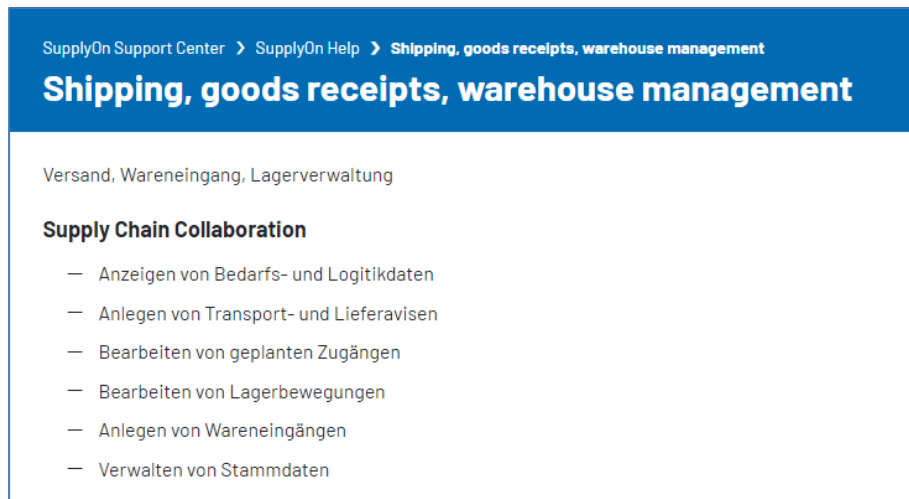 SupplyOn Support Center ❯ SupplyOn Help ❯ Shipping, goods receipts, warehouse management
Shipping, goods receipts, warehouse management
Versand, Wareneingang, Lagerverwaltung
Supply Chain Collaboration
— Anzeigen von Bedarfs- und Logitikdaten
— Anlegen von Transport- und Lieferavisen
— Bearbeiten von geplanten Zugängen
— Bearbeiten von Lagerbewegungen
— Anlegen von Wareneingängen
— Verwalten von Stammdaten